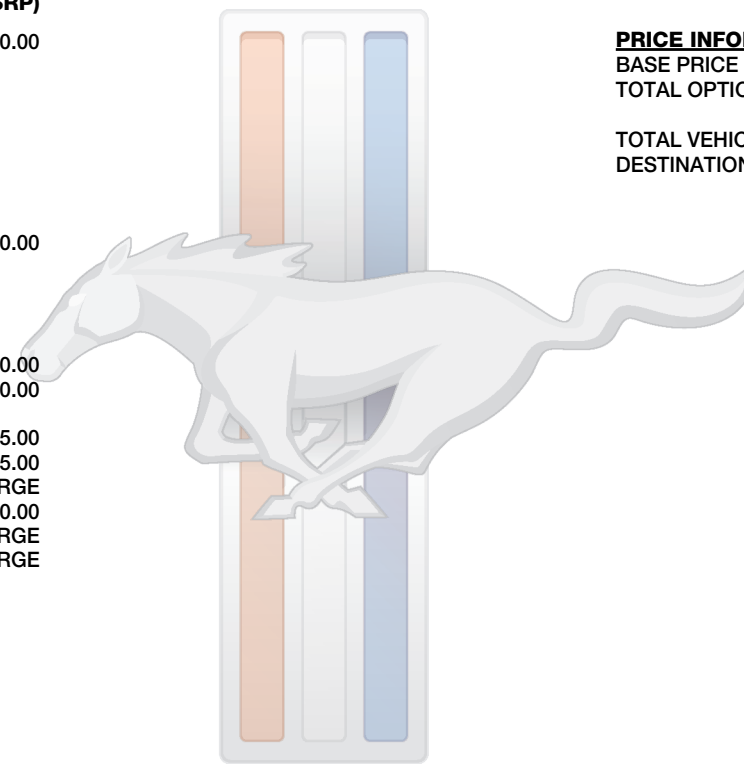 SRP)
0.00
0.00
0.00
0.00
5.00
5.00
RGE
0.00
RGE
RGE
PRICE INFO
BASE PRICE
TOTAL OPTIO
TOTAL VEHIC
DESTINATION